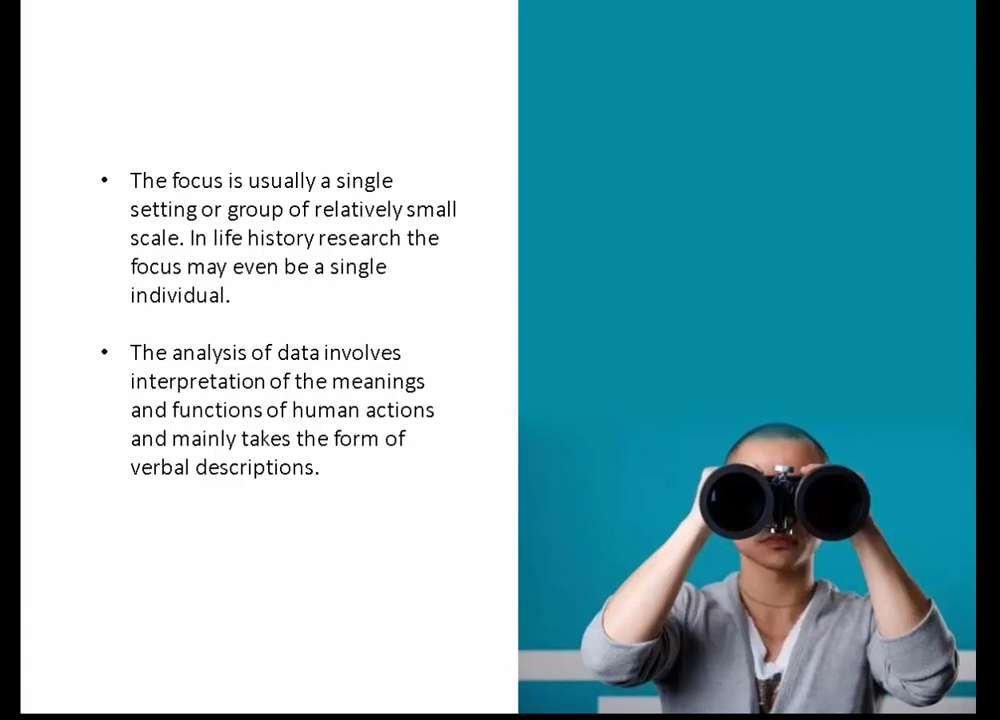 • The focus is usually a single
setting or group of relatively small
scale. In life history research the
focus may even be a single
individual.
• The analysis of data involves
interpretation of the meanings
and functions of human actions
and mainly takes the form of
verbal descriptions.